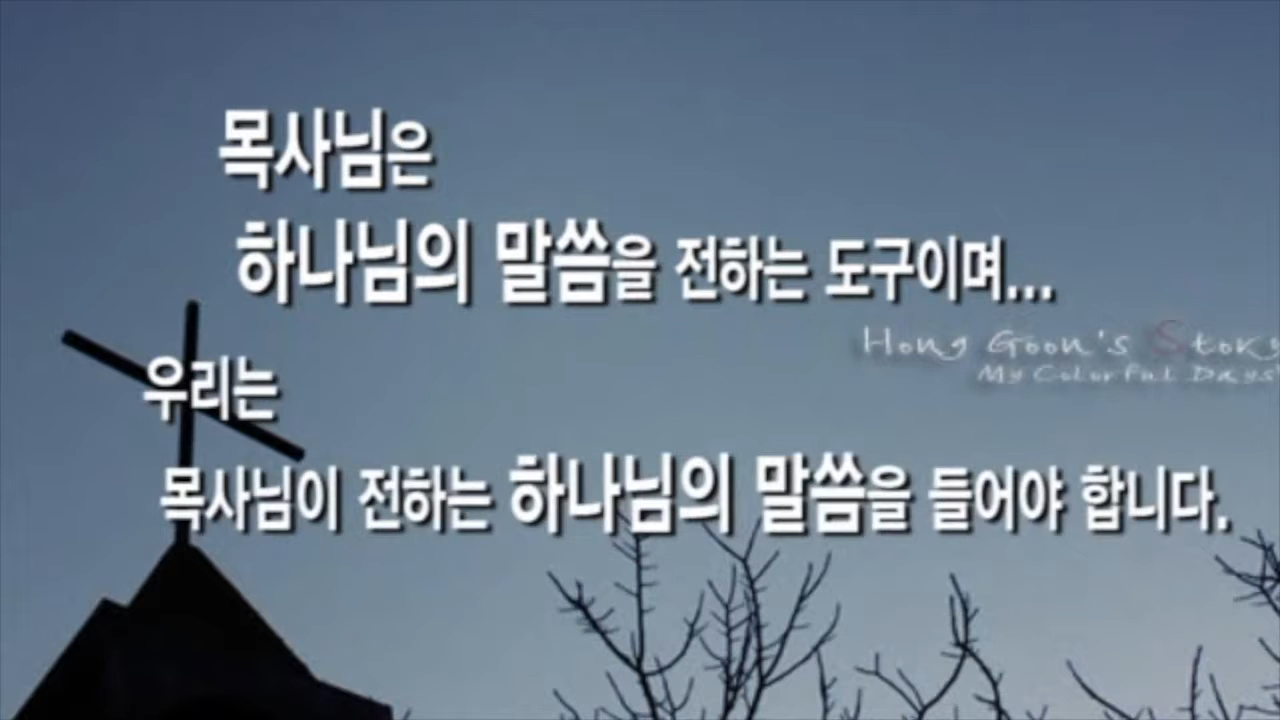 목사님은
하나님의 말씀을 전하는 도구이며...
Hong Goon's Story
My Colorful Days
우리는
목사님이 전하는 하나님의 말씀을 들어야 합니다.